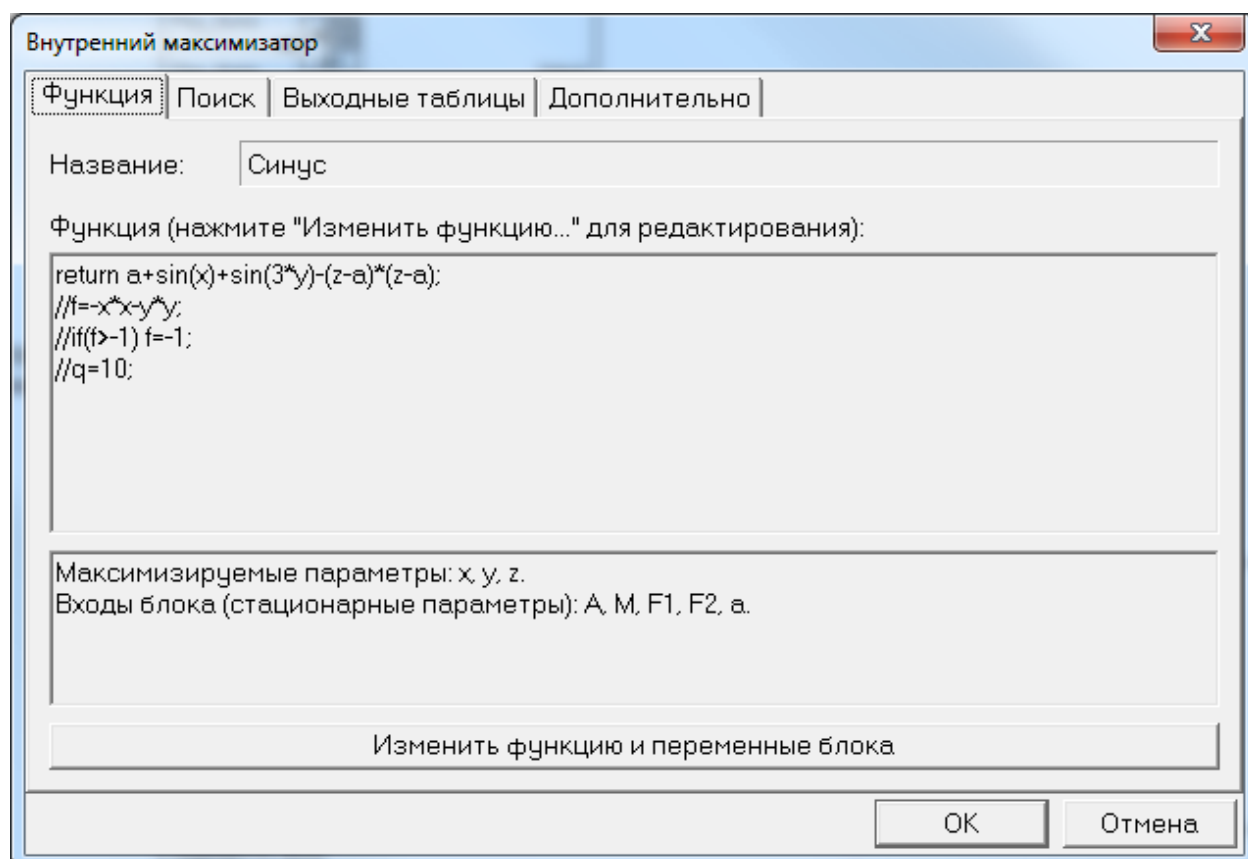 Внутренний максимизатор
Функция Поиск Выходные таблицы Дополнительно
Название: Синус
Функция (нажмите "Изменить функцию..." для редактирования):
return a+sin(x)+sin(3*y)-(z-a)*(z-a);
//f=-x*x-y*y;
//if(f>-1) f=-1;
//q=10;
Максимизируемые параметры: x, y, z.
Входы блока (стационарные параметры): A, M, F1, F2, a.
Изменить функцию и переменные блока
OK Отмена